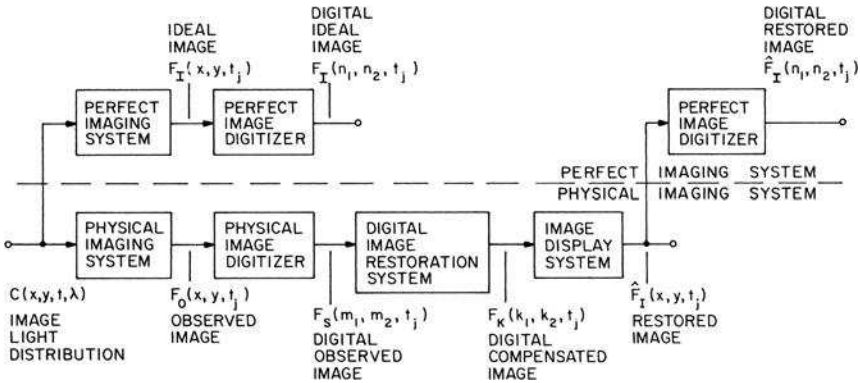 IDEAL
IMAGE
F_I(x,y,t_j)
DIGITAL
IDEAL
IMAGE
F_I(n_1, n_2, t_j)
DIGITAL
RESTORED
IMAGE
F̂_I(n_1, n_2, t_j)
PERFECT
IMAGING
SYSTEM
PERFECT
IMAGE
DIGITIZER
PERFECT
IMAGE
DIGITIZER
PERFECT IMAGING SYSTEM
PHYSICAL IMAGING SYSTEM
PHYSICAL
IMAGING
SYSTEM
PHYSICAL
IMAGE
DIGITIZER
DIGITAL
IMAGE
RESTORATION
SYSTEM
IMAGE
DISPLAY
SYSTEM
C(x,y,t,λ)
IMAGE
LIGHT
DISTRIBUTION
F_O(x,y,t_j)
OBSERVED
IMAGE
F_S(m_1, m_2, t_j)
DIGITAL
OBSERVED
IMAGE
F_K(k_1, k_2, t_j)
DIGITAL
COMPENSATED
IMAGE
F̂_I(x,y,t_j)
RESTORED
IMAGE